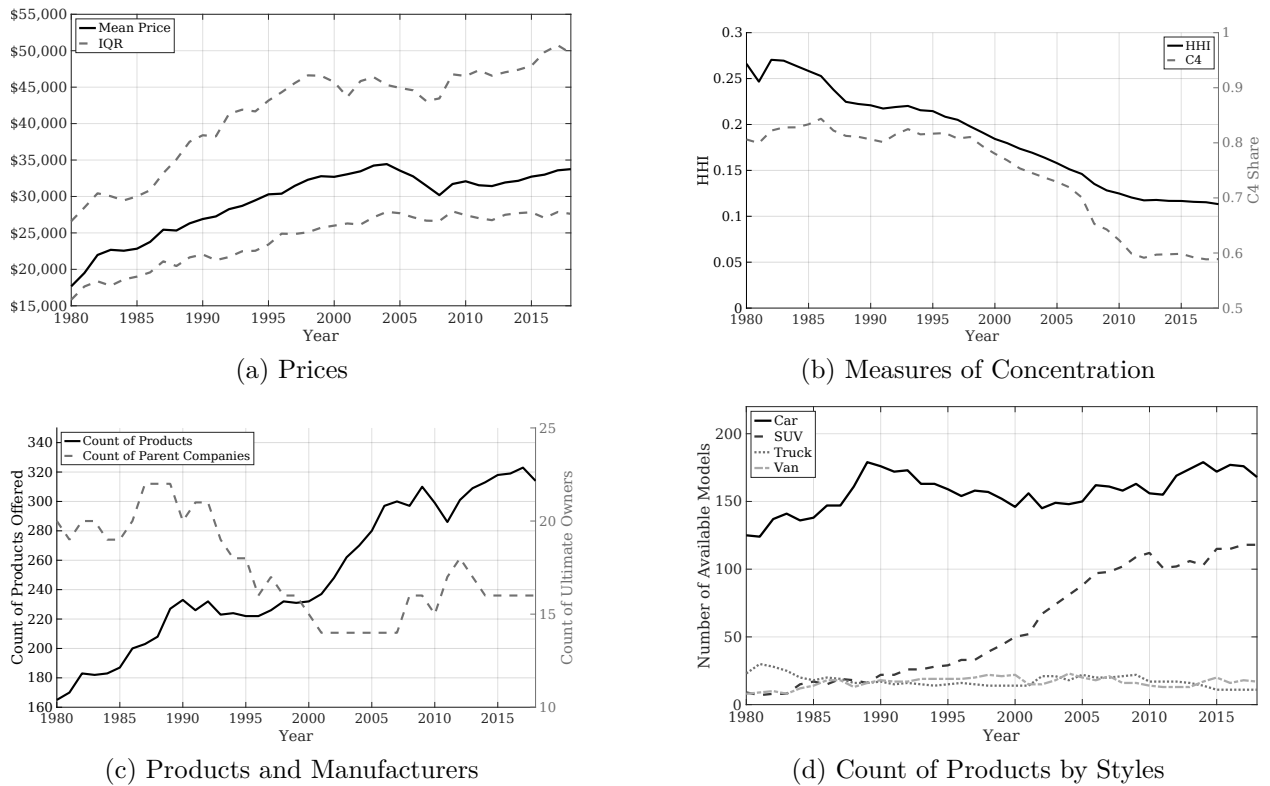 $55,000
$50,000
$45,000
$40,000
$35,000
$30,000
$25,000
$20,000
$15,000
Mean Price
IQR
1980 1985 1990 1995 2000 2005 2010 2015
Year
(a) Prices
0.3
0.25
0.2
0.15
0.1
0.05
0
HHI
HHI
C4
1
0.9
0.8
0.7
0.6
0.5
C4 Share
1980 1985 1990 1995 2000 2005 2010 2015
Year
(b) Measures of Concentration
340
320
300
280
260
240
220
200
180
160
Count of Products Offered
Count of Products
Count of Parent Companies
25
20
15
10
Count of Ultimate Owners
1980 1985 1990 1995 2000 2005 2010 2015
Year
(c) Products and Manufacturers
200
150
100
50
0
Number of Available Models
Car
SUV
Truck
Van
1980 1985 1990 1995 2000 2005 2010 2015
Year
(d) Count of Products by Styles